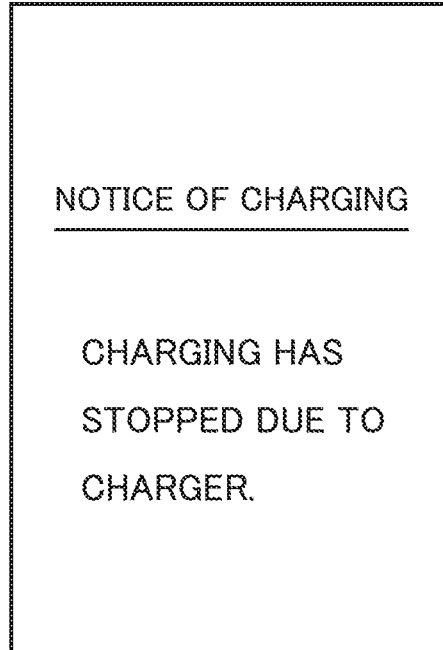 NOTICE OF CHARGING
CHARGING HAS
STOPPED DUE TO
CHARGER.